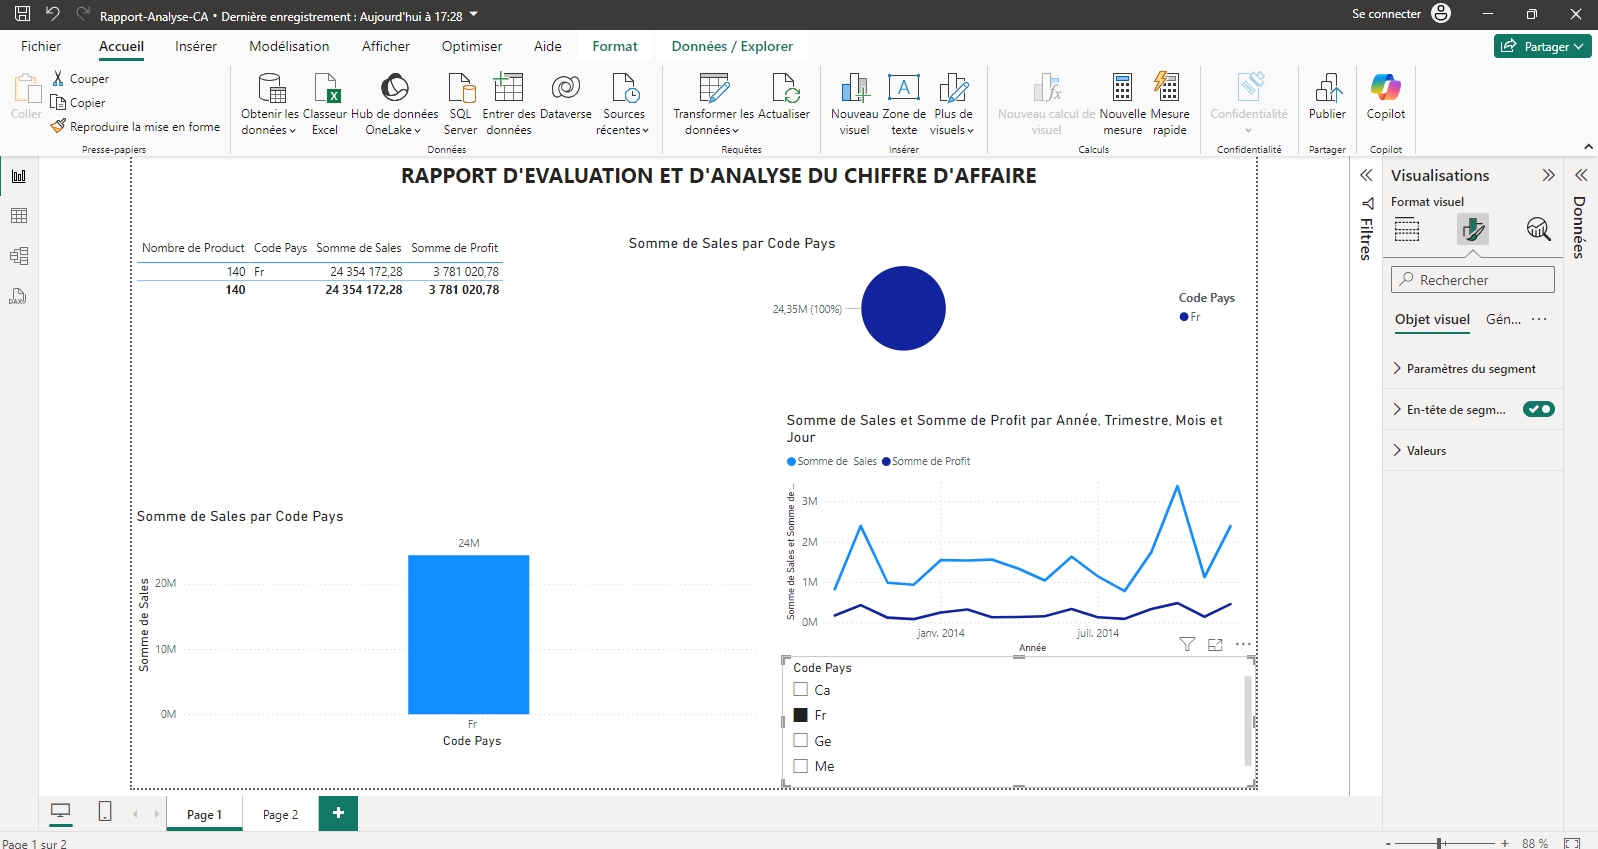 Rapport-Analyse-CA • Dernière enregistrement : Aujourd'hui à 17:28
Se connecter
Fichier Accueil Insérer Modélisation Afficher Optimiser Aide Format Données / Explorer
Partager
Coller
Couper
Copier
Reproduire la mise en forme
Presse-papiers
Obtenir les données
Classeur Excel
Hub de données OneLake
SQL Server
Entrer des données
Dataverse
Sources récentes
Données
Transformer les données
Actualiser
Requêtes
Nouveau visuel
Zone de texte
Plus de visuels
Insérer
Nouveau calcul de visuel
Nouvelle mesure
Mesure rapide
Calculs
Confidentialité
Confidentialité
Publier
Partager
Copilot
Copilot
DAX
RAPPORT D'EVALUATION ET D'ANALYSE DU CHIFFRE D'AFFAIRE
Nombre de Product Code Pays Somme de Sales Somme de Profit
140 Fr 24 354 172,28 3 781 020,78
140 24 354 172,28 3 781 020,78
Somme de Sales par Code Pays
24,35M (100%)
Code Pays
Fr
Somme de Sales par Code Pays
24M
20M
10M
0M
Somme de Sales
Fr
Code Pays
Somme de Sales et Somme de Profit par Année, Trimestre, Mois et
Jour
Somme de Sales Somme de Profit
Somme de Sales et Somme de ...
3M
2M
1M
0M
janv. 2014 juil. 2014
Année
Code Pays
Ca
Fr
Ge
Me
Filtres
Visualisations
Format visuel
Rechercher
Objet visuel Gén... ...
Paramètres du segment
En-tête de segm...
Valeurs
Données
Page 1 Page 2 +
Page 1 sur 2
- + 88 %